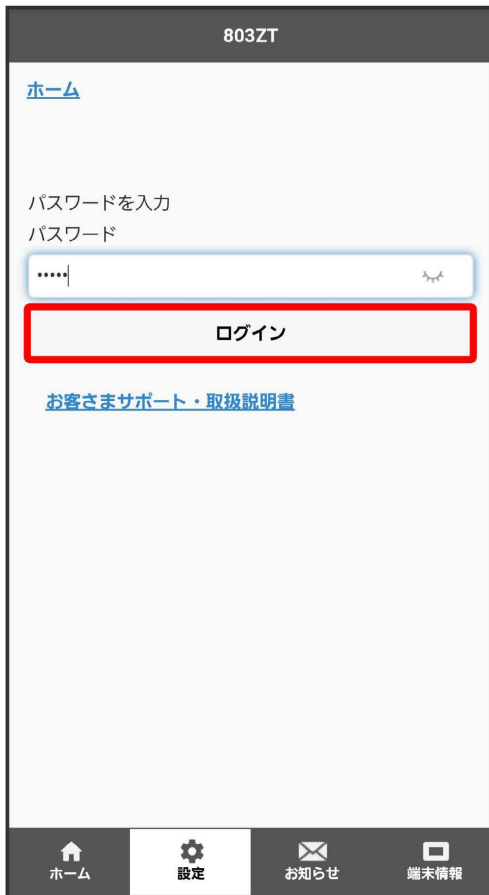 803ZT
ホーム
パスワードを入力
パスワード
•••••
ログイン
お客さまサポート・取扱説明書
ホーム
設定
お知らせ
端末情報